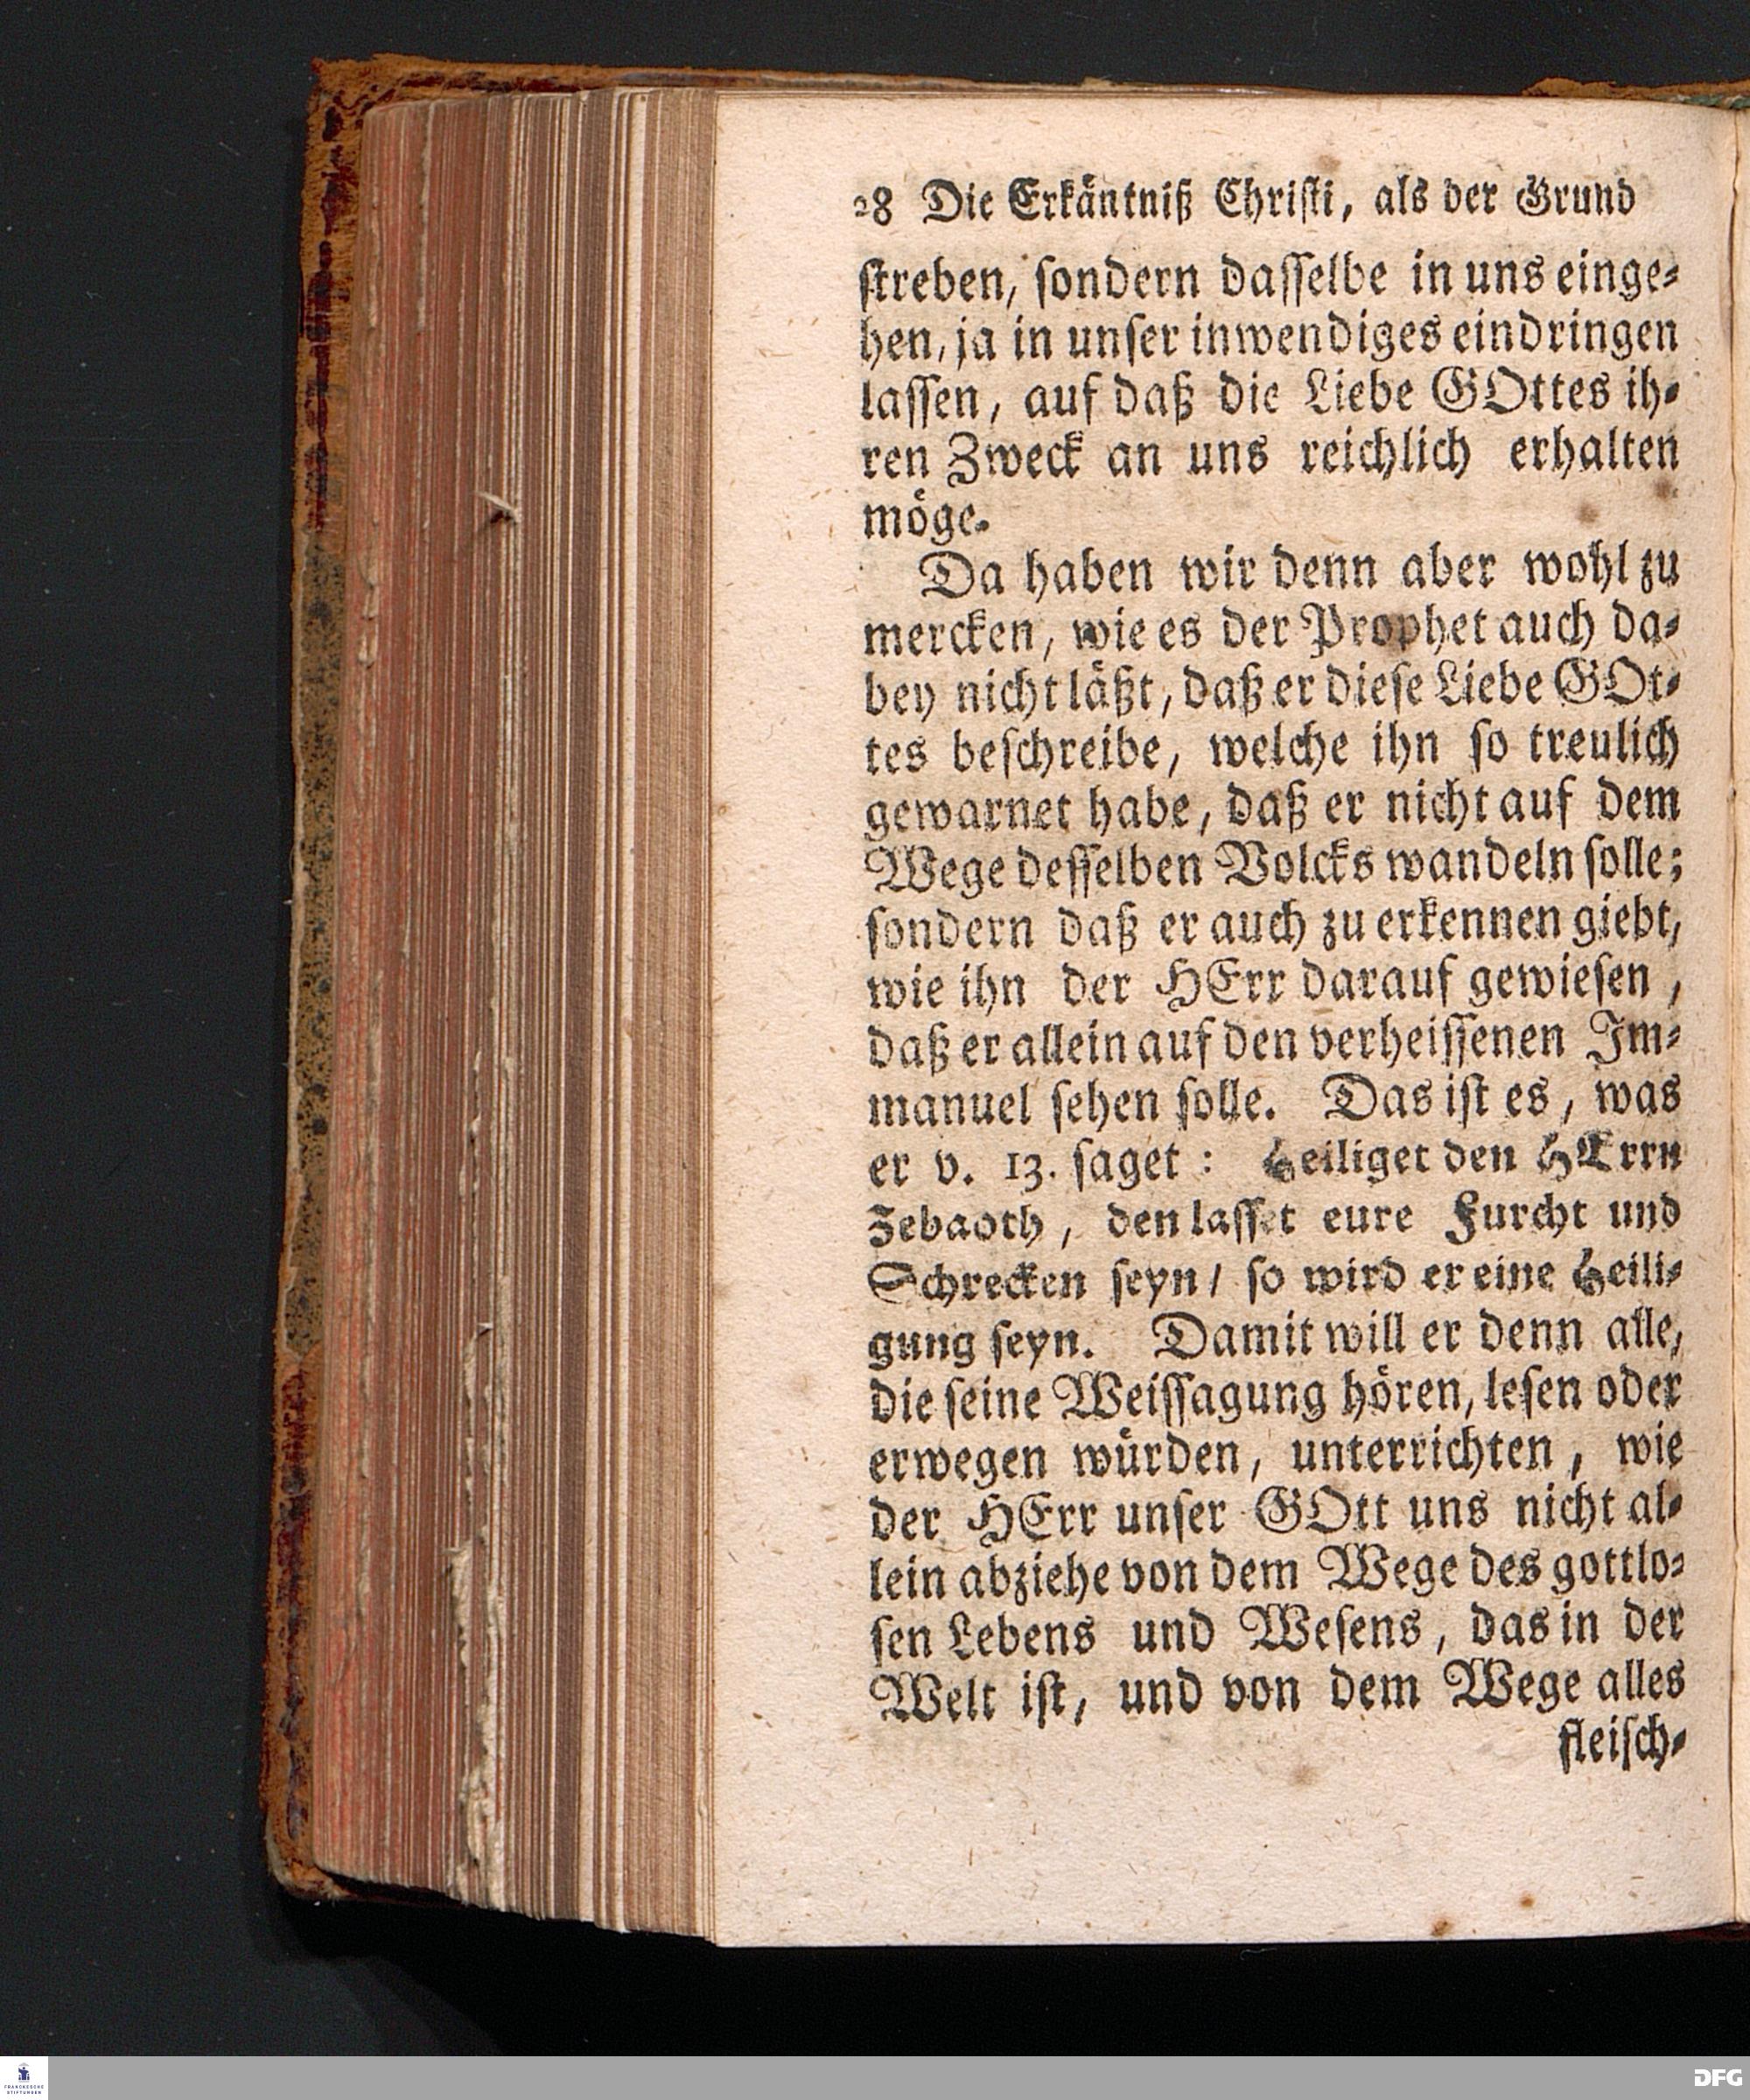 28 Die Erkäntniß Christi, als der Grund
streben, sondern dasselbe in uns einge-
hen, ja in unser inwendiges eindringen
lassen, auf daß die Liebe GOttes ih-
ren Zweck an uns reichlich erhalten
möge.
Da haben wir denn aber wohl zu
mercken, wie es der Prophet auch da-
bey nicht läßt, daß er diese Liebe GOt-
tes beschreibe, welche ihn so treulich
gewarnet habe, daß er nicht auf dem
Wege desselben Volcks wandeln solle;
sondern daß er auch zu erkennen giebt,
wie ihn der HErr darauf gewiesen,
daß er allein auf den verheissenen Im-
manuel sehen solle. Das ist es, was
er v. 13. saget: Heiliget den HErrn
Zebaoth, den lasset eure Furcht und
Schrecken seyn/ so wird er eine Heili-
gung seyn. Damit will er denn alle,
die seine Weissagung hören, lesen oder
erwegen würden, unterrichten, wie
der HErr unser GOtt uns nicht al-
lein abziehe von dem Wege des gottlo-
sen Lebens und Wesens, das in der
Welt ist, und von dem Wege alles
fleisch-
FRANCKESCHE
STIFTUNGEN
DFG